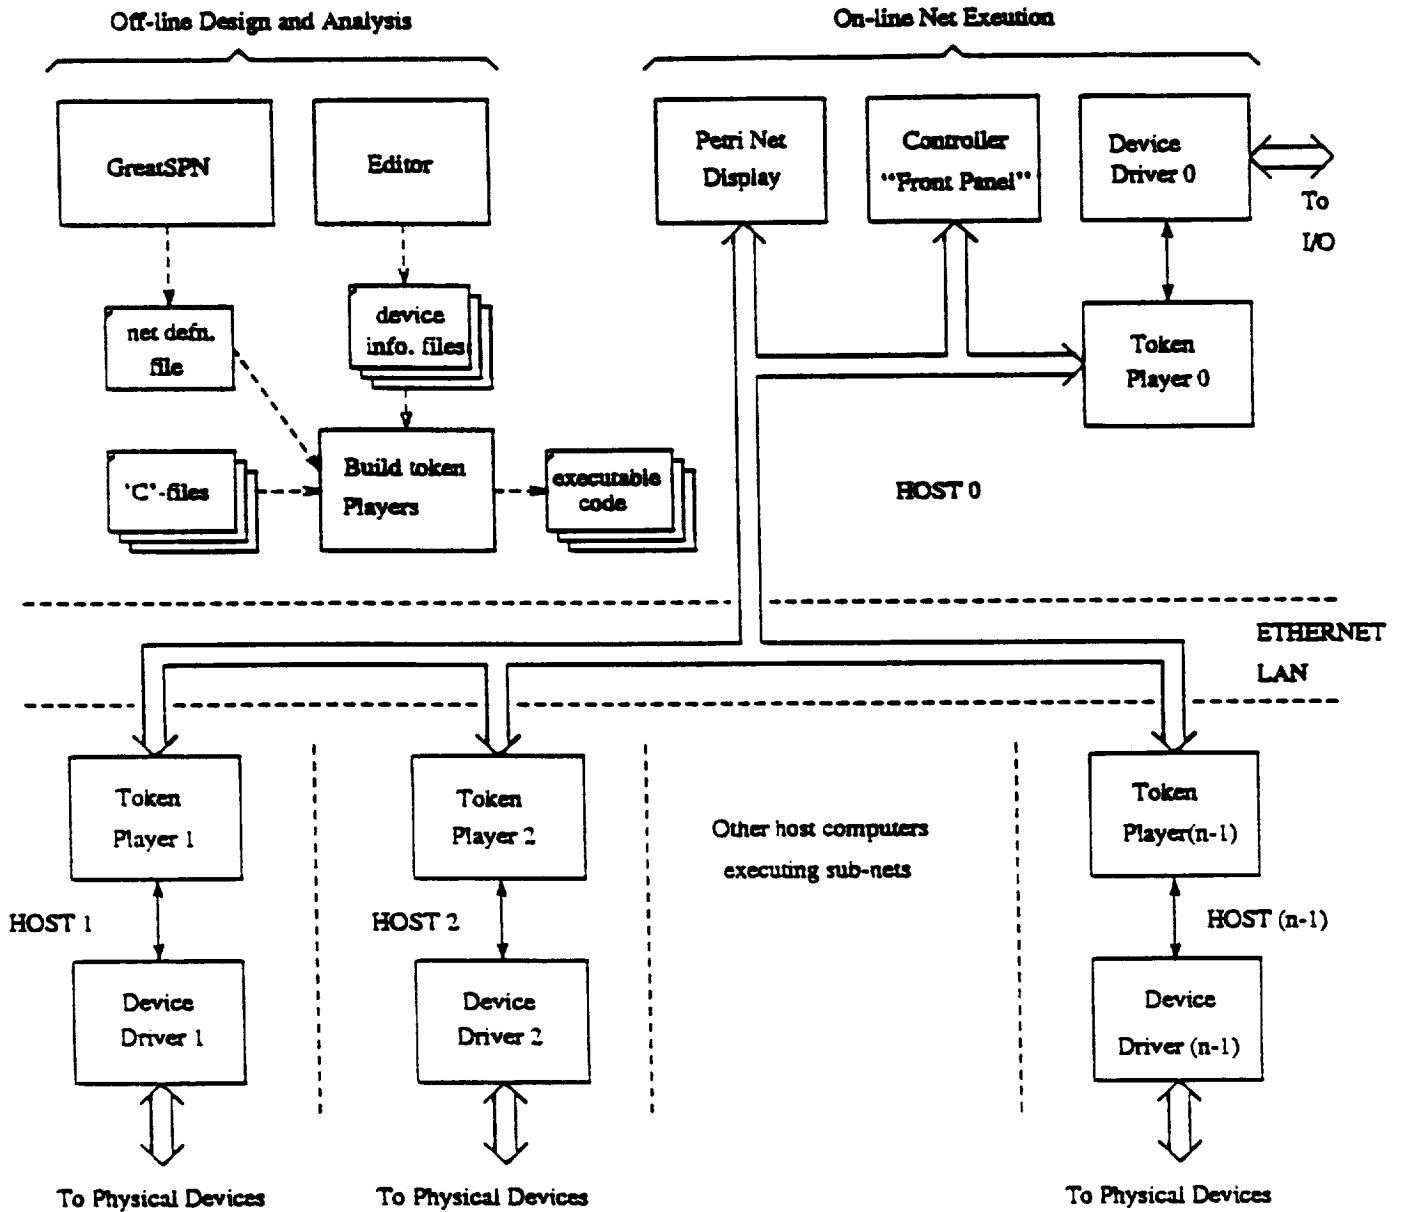 Off-line Design and Analysis
On-line Net Exeution
GreatSPN
Editor
Petri Net
Display
Controller
"Front Panel"
Device
Driver 0
To
I/O
net defn.
file
device
info. files
Token
Player 0
'C'-files
Build token
Players
executable
code
HOST 0
ETHERNET
LAN
Token
Player 1
Token
Player 2
Other host computers
executing sub-nets
Token
Player(n-1)
HOST 1
HOST 2
HOST (n-1)
Device
Driver 1
Device
Driver 2
Device
Driver (n-1)
To Physical Devices
To Physical Devices
To Physical Devices